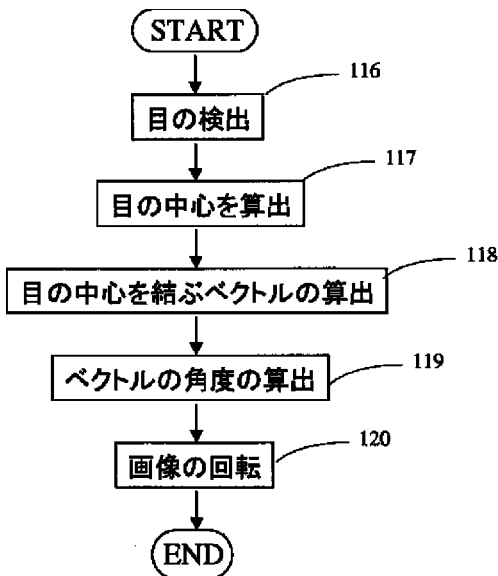 START
116
目の検出
117
目の中心を算出
118
目の中心を結ぶベクトルの算出
119
ベクトルの角度の算出
120
画像の回転
END